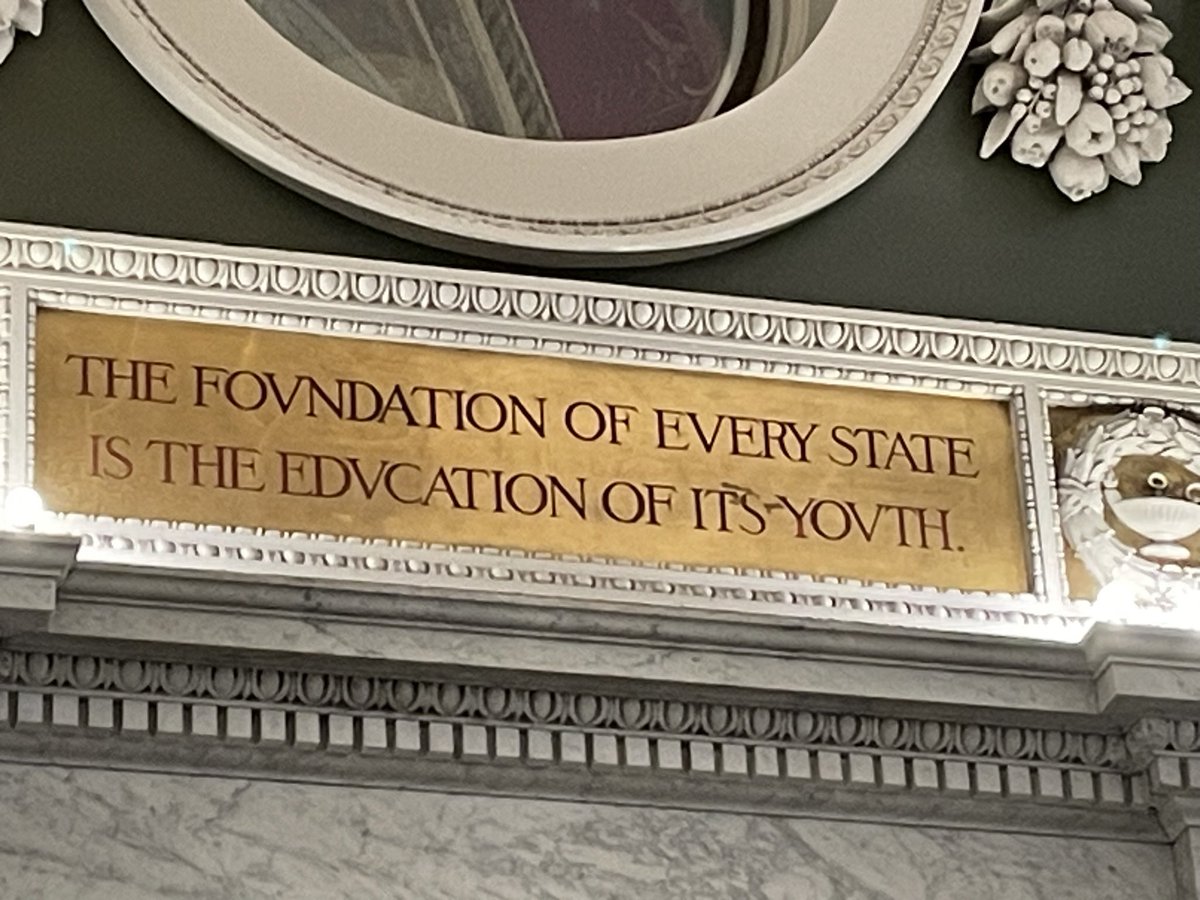 THE FOVNDATION OF EVERY STATE
IS THE EDVCATION OF ITS YOVTH.